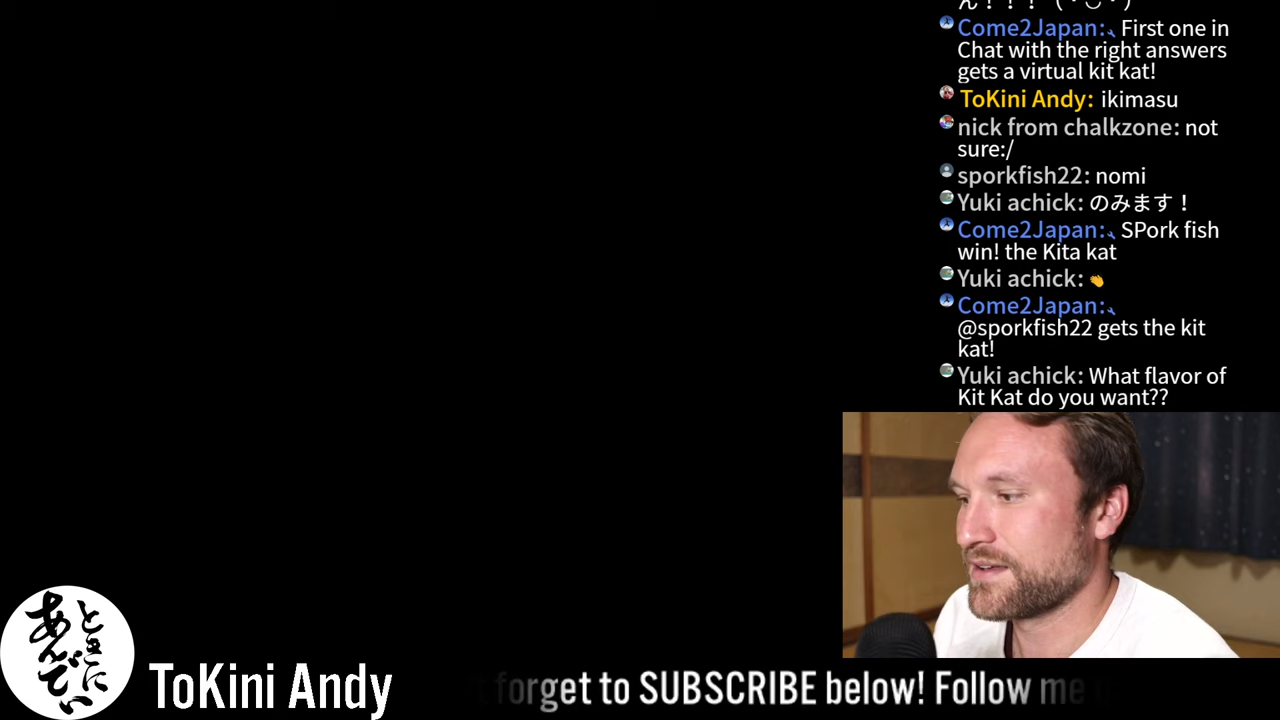 Come2Japan: First one in
Chat with the right answers
gets a virtual kit kat!
ToKini Andy: ikimasu
nick from chalkzone: not
sure:/
sporkfish22: nomi
Yuki achick: のみます！
Come2Japan: SPork fish
win! the Kita kat
Yuki achick: 👏
Come2Japan:
@sporkfish22 gets the kit
kat!
Yuki achick: What flavor of
Kit Kat do you want??
ときに
あんでぃ
ToKini Andy
forget to SUBSCRIBE below! Follow me